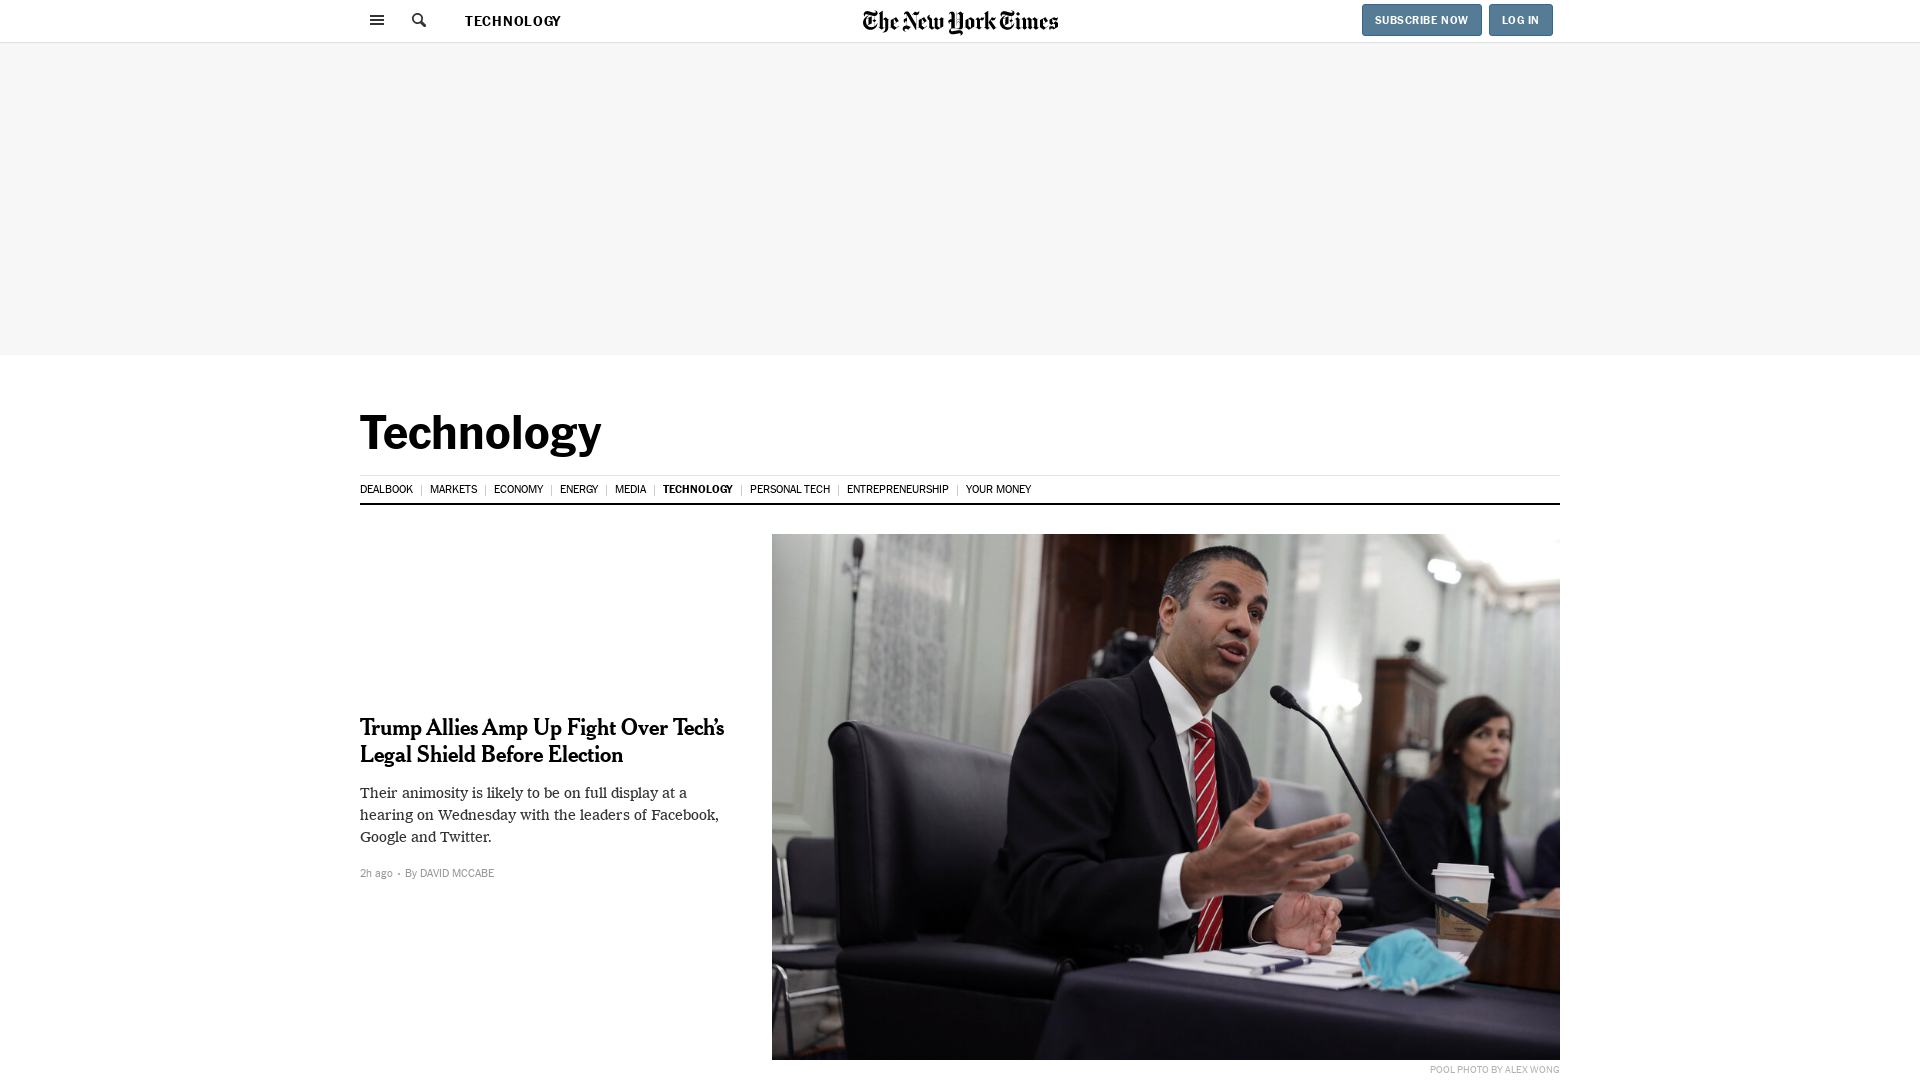 TECHNOLOGY
The New York Times
SUBSCRIBE NOW
LOG IN
Technology
DEALBOOK
MARKETS
ECONOMY
ENERGY
MEDIA
TECHNOLOGY
PERSONAL TECH
ENTREPRENEURSHIP
YOUR MONEY
Trump Allies Amp Up Fight Over Tech’s
Legal Shield Before Election
Their animosity is likely to be on full display at a
hearing on Wednesday with the leaders of Facebook,
Google and Twitter.
2h ago • By DAVID MCCABE
POOL PHOTO BY ALEX WONG